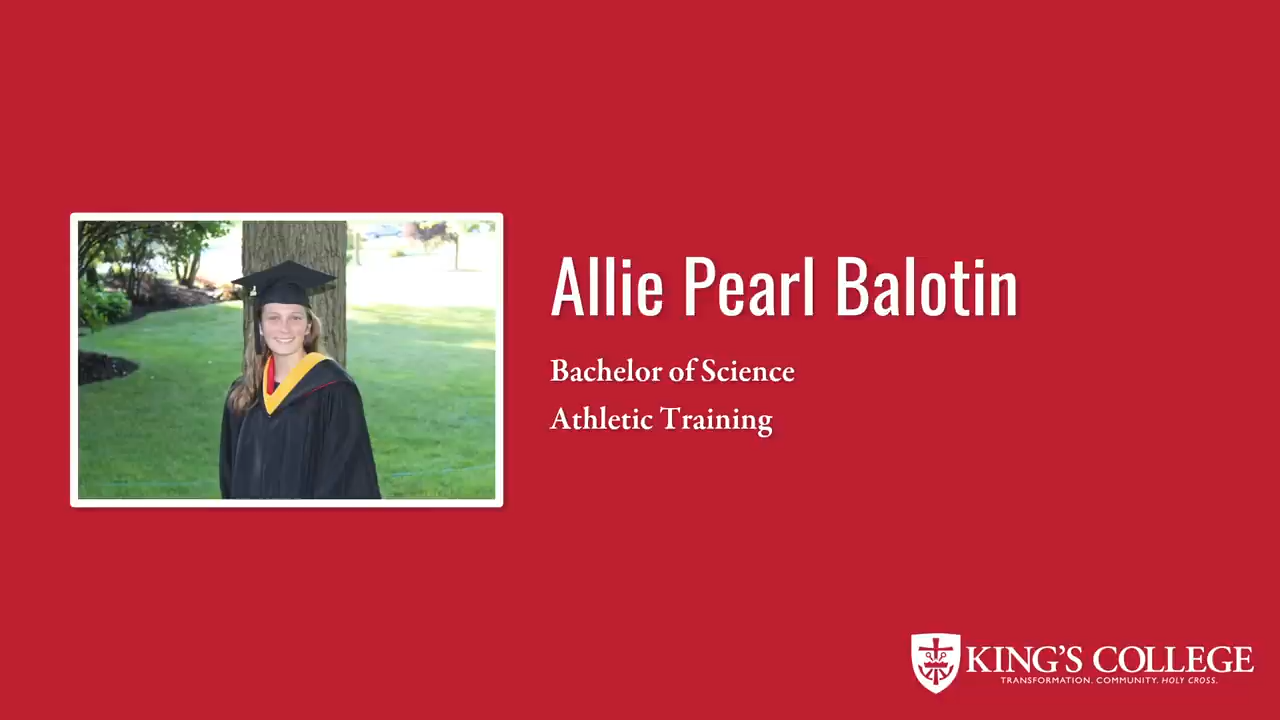 Allie Pearl Balotin
Bachelor of Science
Athletic Training
KING'S COLLEGE
TRANSFORMATION. COMMUNITY. HOLY CROSS.